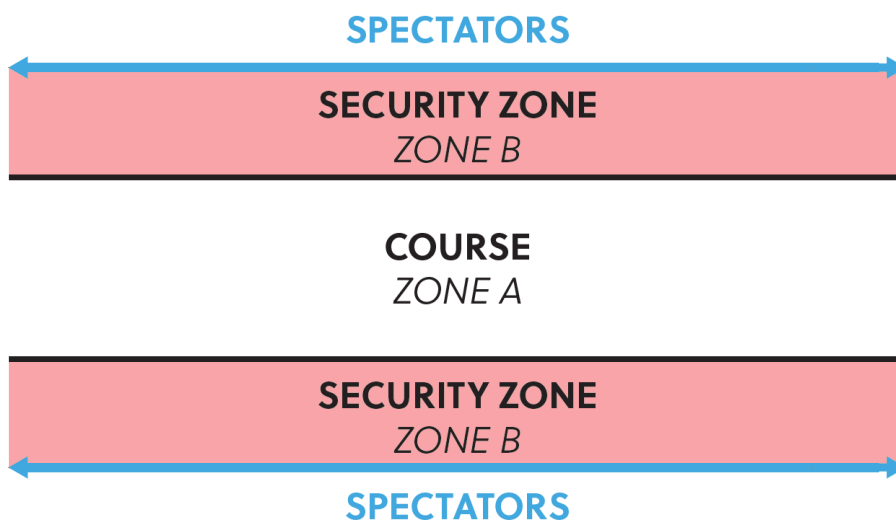 SPECTATORS
SECURITY ZONE
ZONE B
COURSE
ZONE A
SECURITY ZONE
ZONE B
SPECTATORS